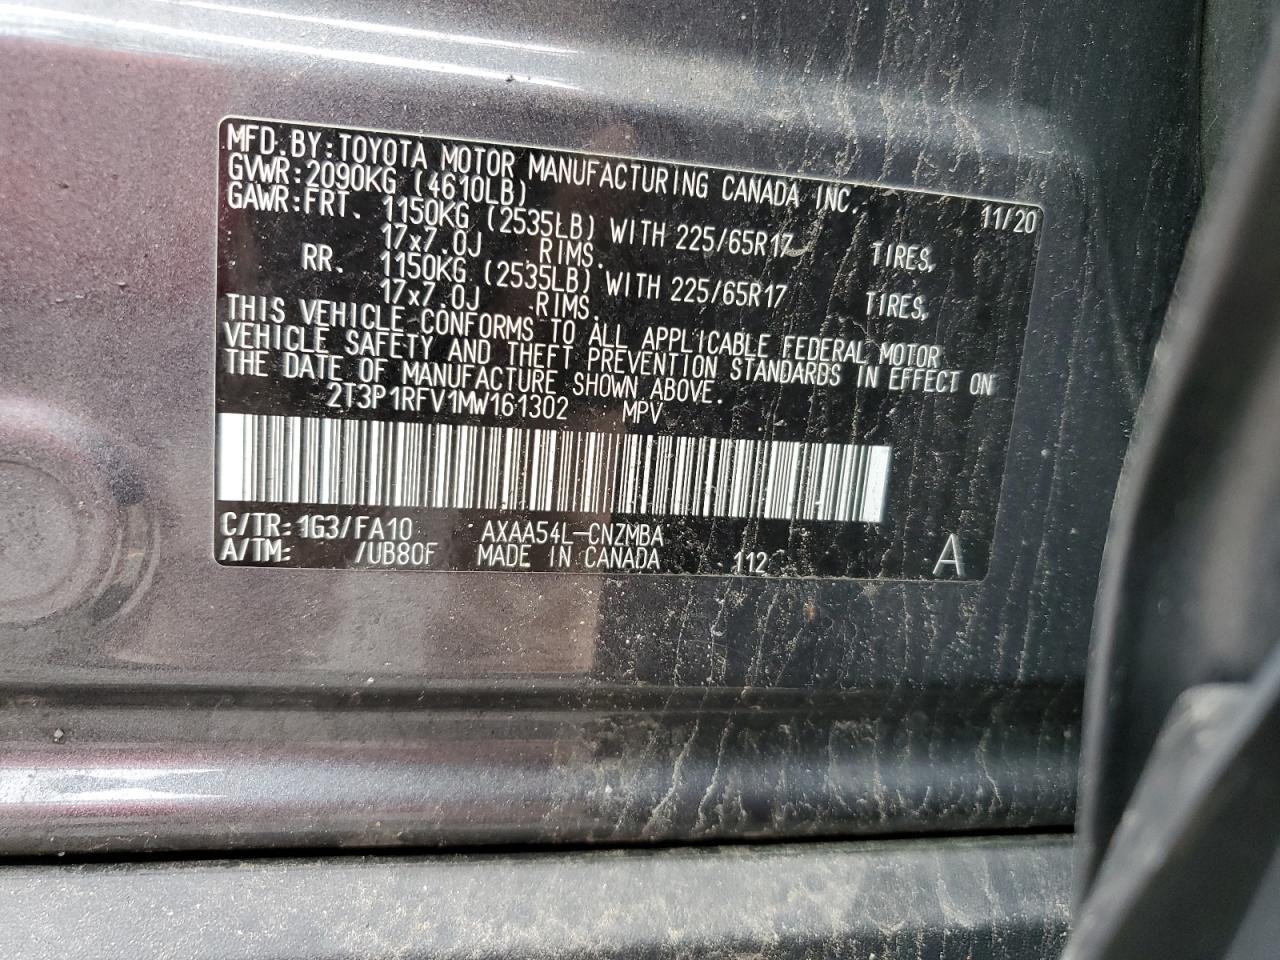 MFD. BY: TOYOTA MOTOR MANUFACTURING CANADA INC. 11/20
GVWR: 2090KG (4610LB)
GAWR: FRT. 1150KG (2535LB) WITH 225/65R17 TIRES,
17x7.0J RIMS.
RR. 1150KG (2535LB) WITH 225/65R17 TIRES,
17x7.0J RIMS.
THIS VEHICLE CONFORMS TO ALL APPLICABLE FEDERAL MOTOR
VEHICLE SAFETY AND THEFT PREVENTION STANDARDS IN EFFECT ON
THE DATE OF MANUFACTURE SHOWN ABOVE.
2T3P1RFV1MW161302 MPV
C/TR: 1G3/FA10 AXAA54L-CNZMBA
A/TM: /UB80F MADE IN CANADA 112 A